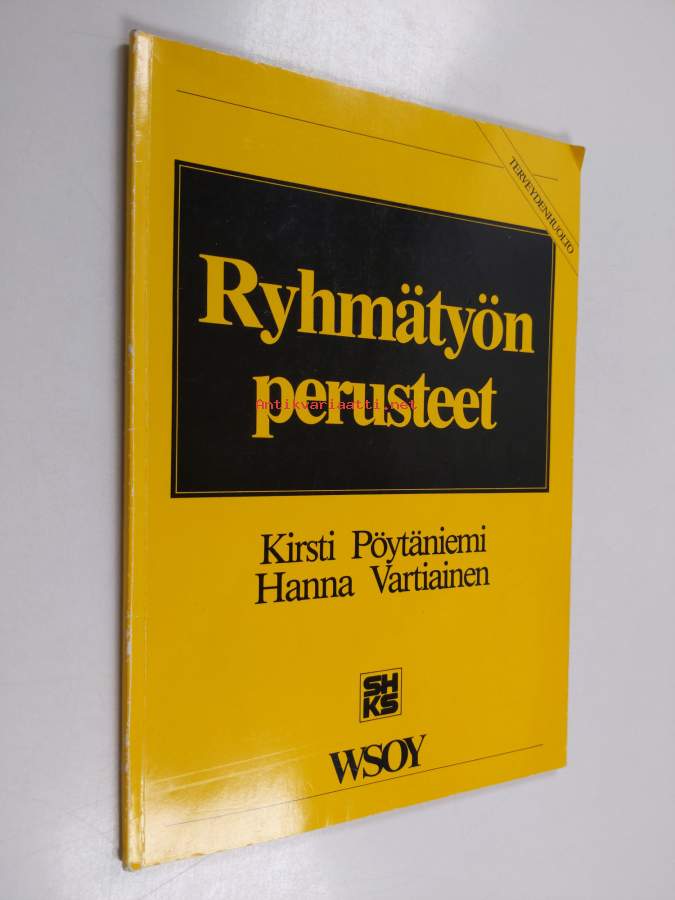 TERVEYDENHUOLTO
Ryhmätyön
perusteet
Antikvariaatti.net
Kirsti Pöytäniemi
Hanna Vartiainen
SH
KS
WSOY